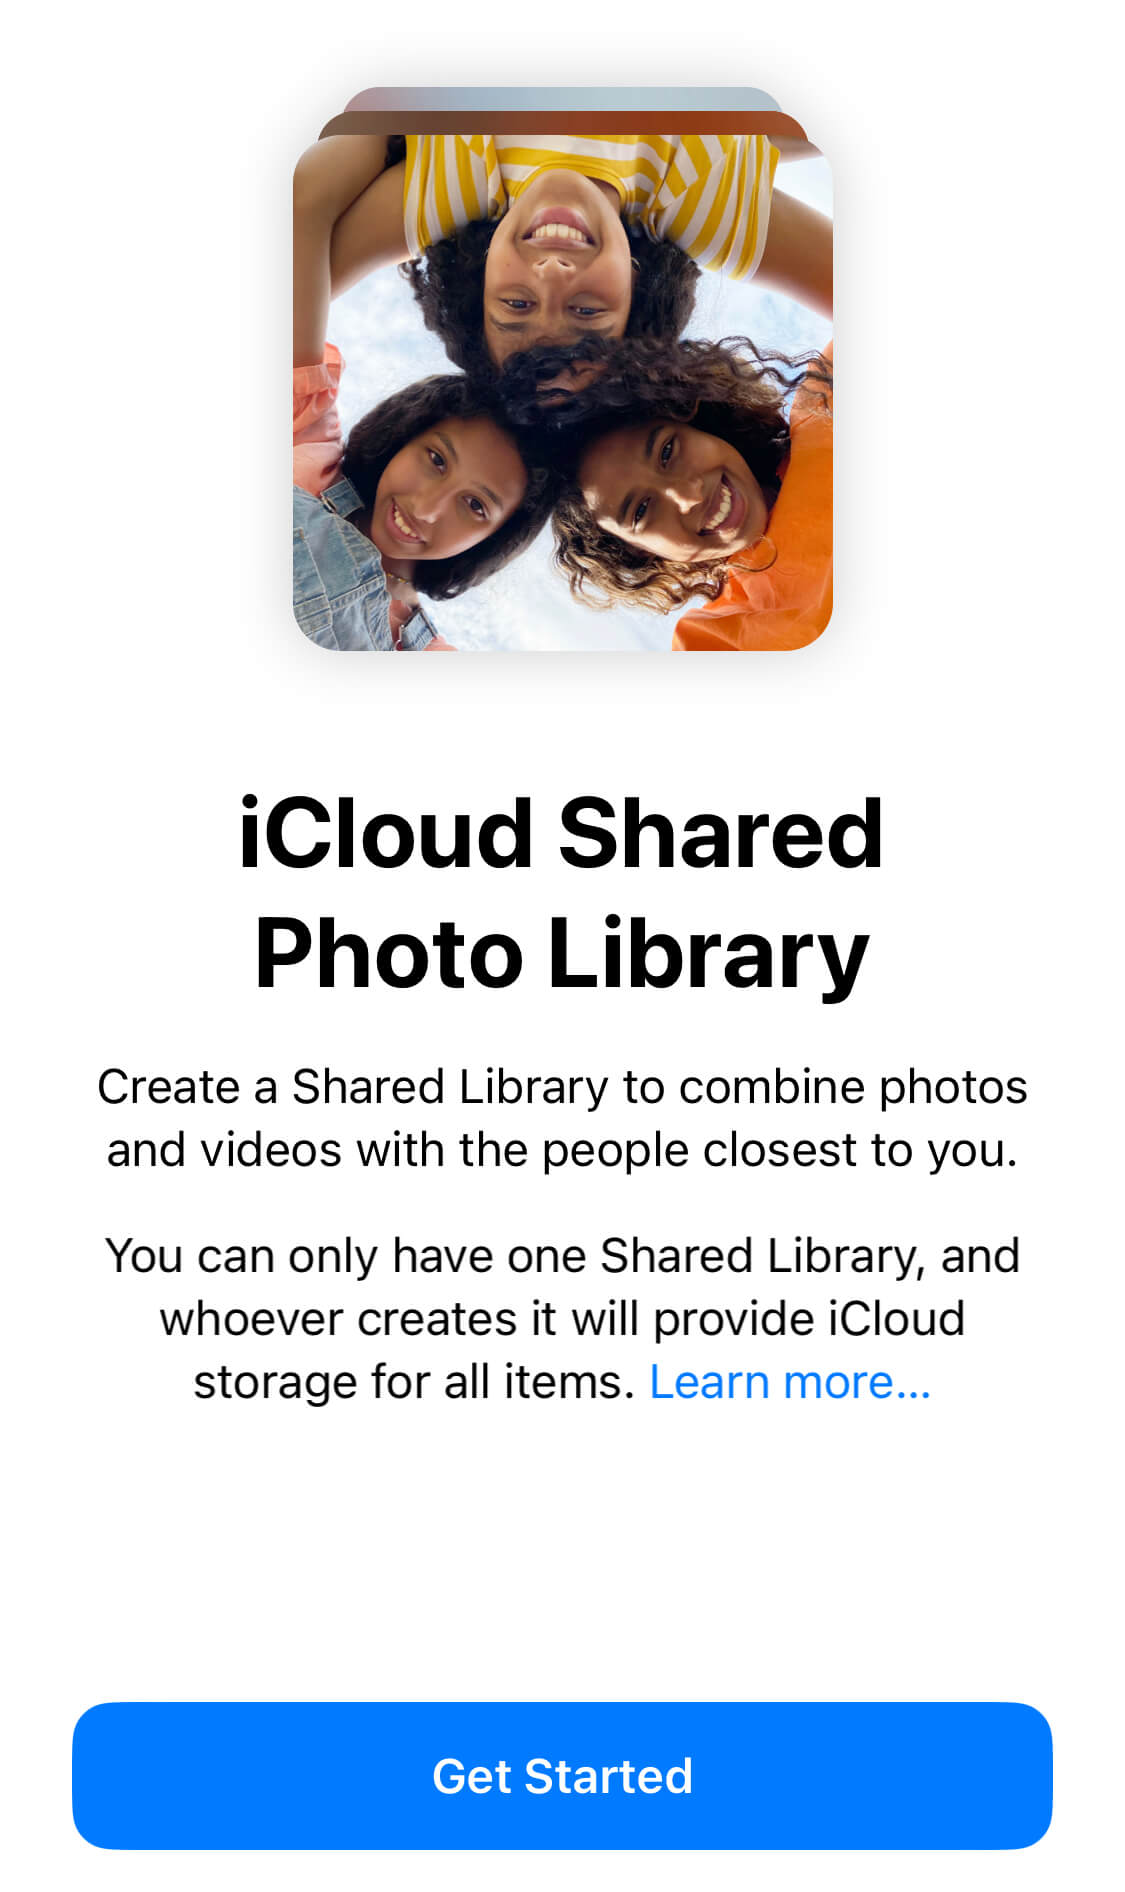 iCloud Shared
Photo Library
Create a Shared Library to combine photos
and videos with the people closest to you.
You can only have one Shared Library, and
whoever creates it will provide iCloud
storage for all items. Learn more...
Get Started